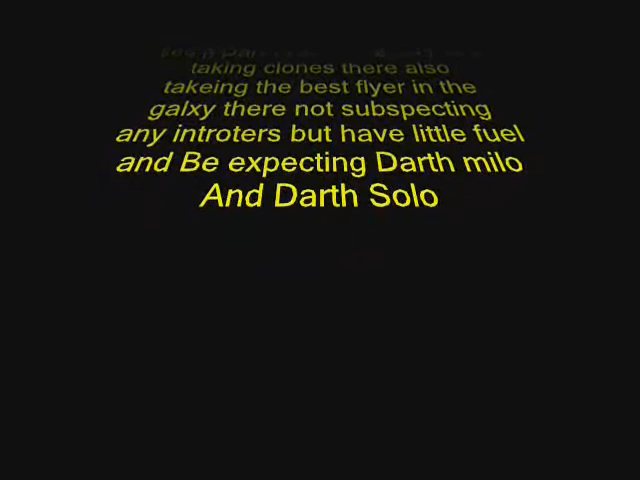 taking clones there also
takeing the best flyer in the
galxy there not subspecting
any introters but have little fuel
and Be expecting Darth milo
And Darth Solo